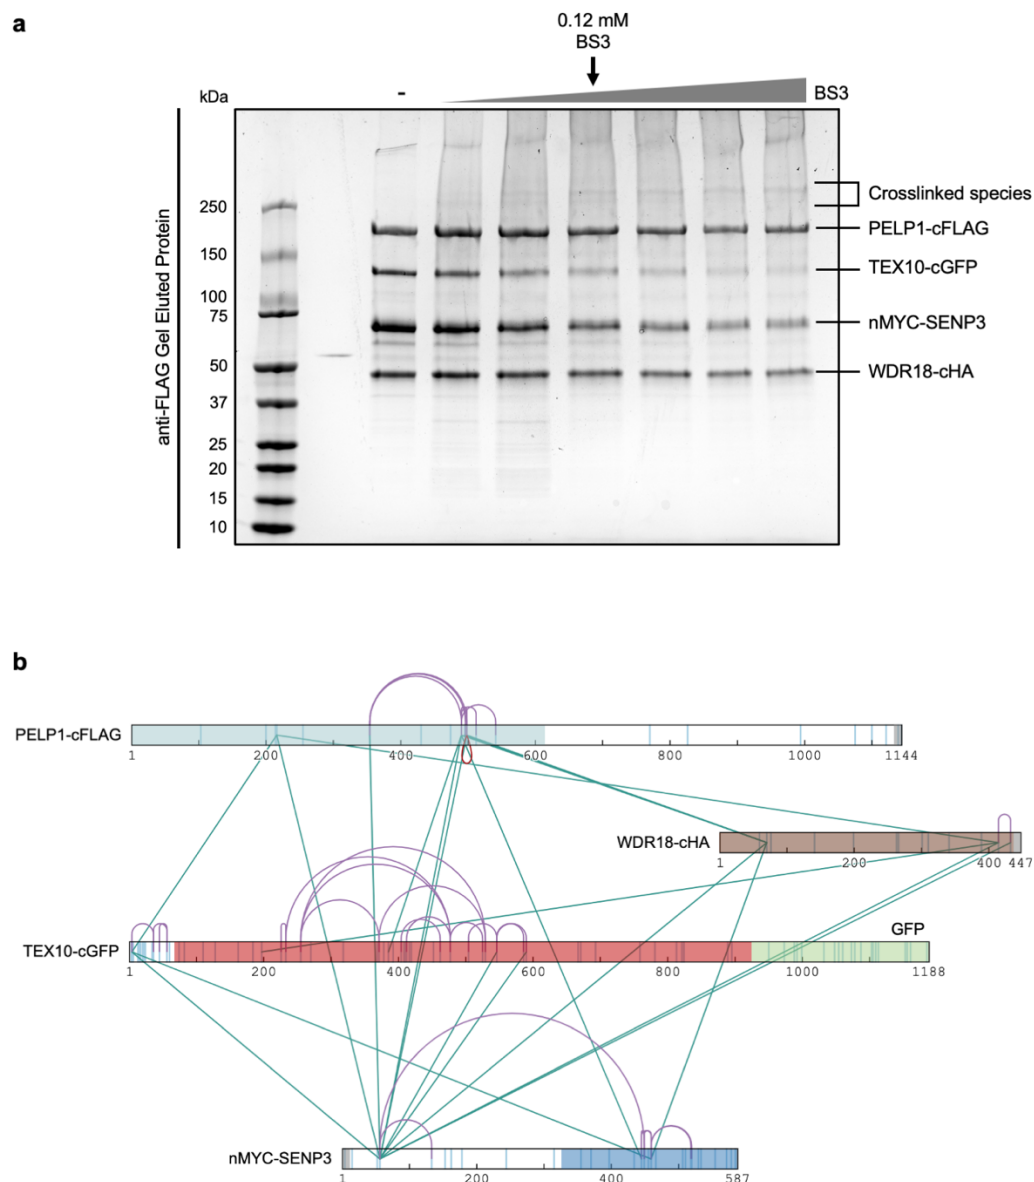 a
0.12 mM
BS3
kDa
-
BS3
anti-FLAG Gel Eluted Protein
250
150
100
75
50
37
25
20
15
10
Crosslinked species
PELP1-cFLAG
TEX10-cGFP
nMYC-SENP3
WDR18-cHA
b
PELP1-cFLAG
1 200 400 600 800 1000 1144
WDR18-cHA
1 200 400 447
GFP
TEX10-cGFP
1 200 400 600 800 1000 1188
nMYC-SENP3
1 200 400 587